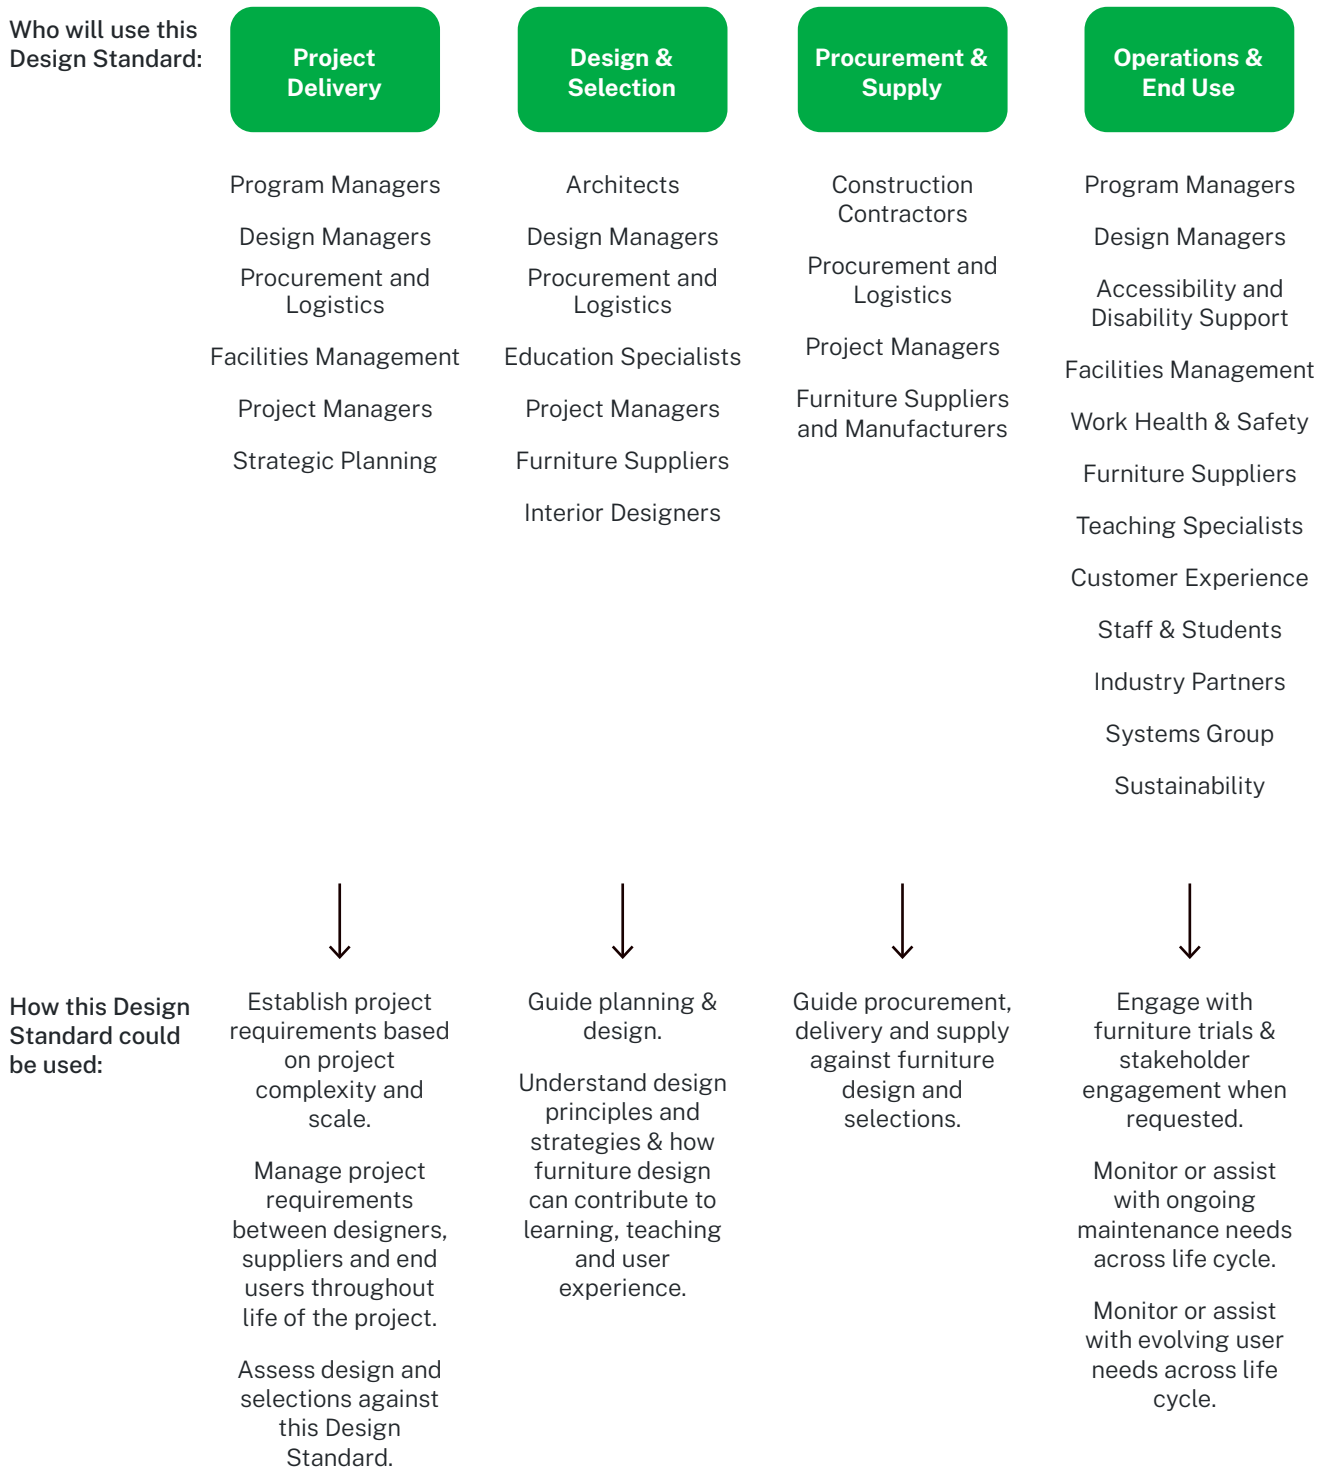 Who will use this
Design Standard:
Project
Delivery
Design &
Selection
Procurement &
Supply
Operations &
End Use
Program Managers
Design Managers
Procurement and
Logistics
Facilities Management
Project Managers
Strategic Planning
Architects
Design Managers
Procurement and
Logistics
Education Specialists
Project Managers
Furniture Suppliers
Interior Designers
Construction
Contractors
Procurement and
Logistics
Project Managers
Furniture Suppliers
and Manufacturers
Program Managers
Design Managers
Accessibility and
Disability Support
Facilities Management
Work Health & Safety
Furniture Suppliers
Teaching Specialists
Customer Experience
Staff & Students
Industry Partners
Systems Group
Sustainability
How this Design
Standard could
be used:
Establish project
requirements based
on project
complexity and
scale.
Manage project
requirements
between designers,
suppliers and end
users throughout
life of the project.
Assess design and
selections against
this Design
Standard.
Guide planning &
design.
Understand design
principles and
strategies & how
furniture design
can contribute to
learning, teaching
and user
experience.
Guide procurement,
delivery and supply
against furniture
design and
selections.
Engage with
furniture trials &
stakeholder
engagement when
requested.
Monitor or assist
with ongoing
maintenance needs
across life cycle.
Monitor or assist
with evolving user
needs across life
cycle.